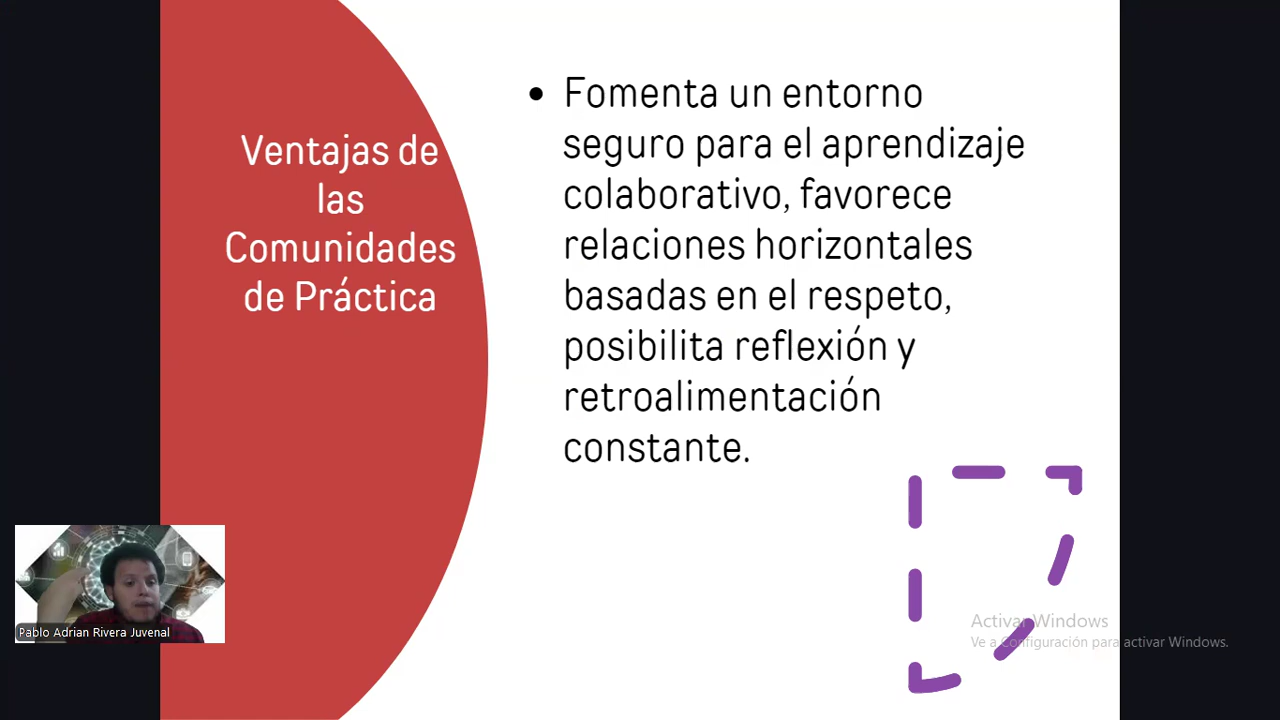 Ventajas de
las
Comunidades
de Práctica
• Fomenta un entorno
seguro para el aprendizaje
colaborativo, favorece
relaciones horizontales
basadas en el respeto,
posibilita reflexión y
retroalimentación
constante.
Pablo Adrian Rivera Juvenal
Activar Windows
Ve a Configuración para activar Windows.